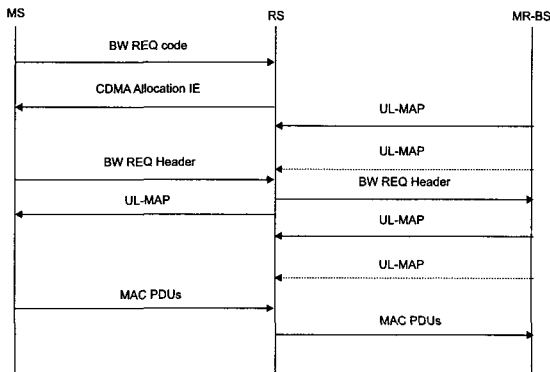 MS RS MR-BS
BW REQ code
CDMA Allocation IE
UL-MAP
UL-MAP
BW REQ Header
BW REQ Header
UL-MAP
UL-MAP
UL-MAP
MAC PDUs
MAC PDUs